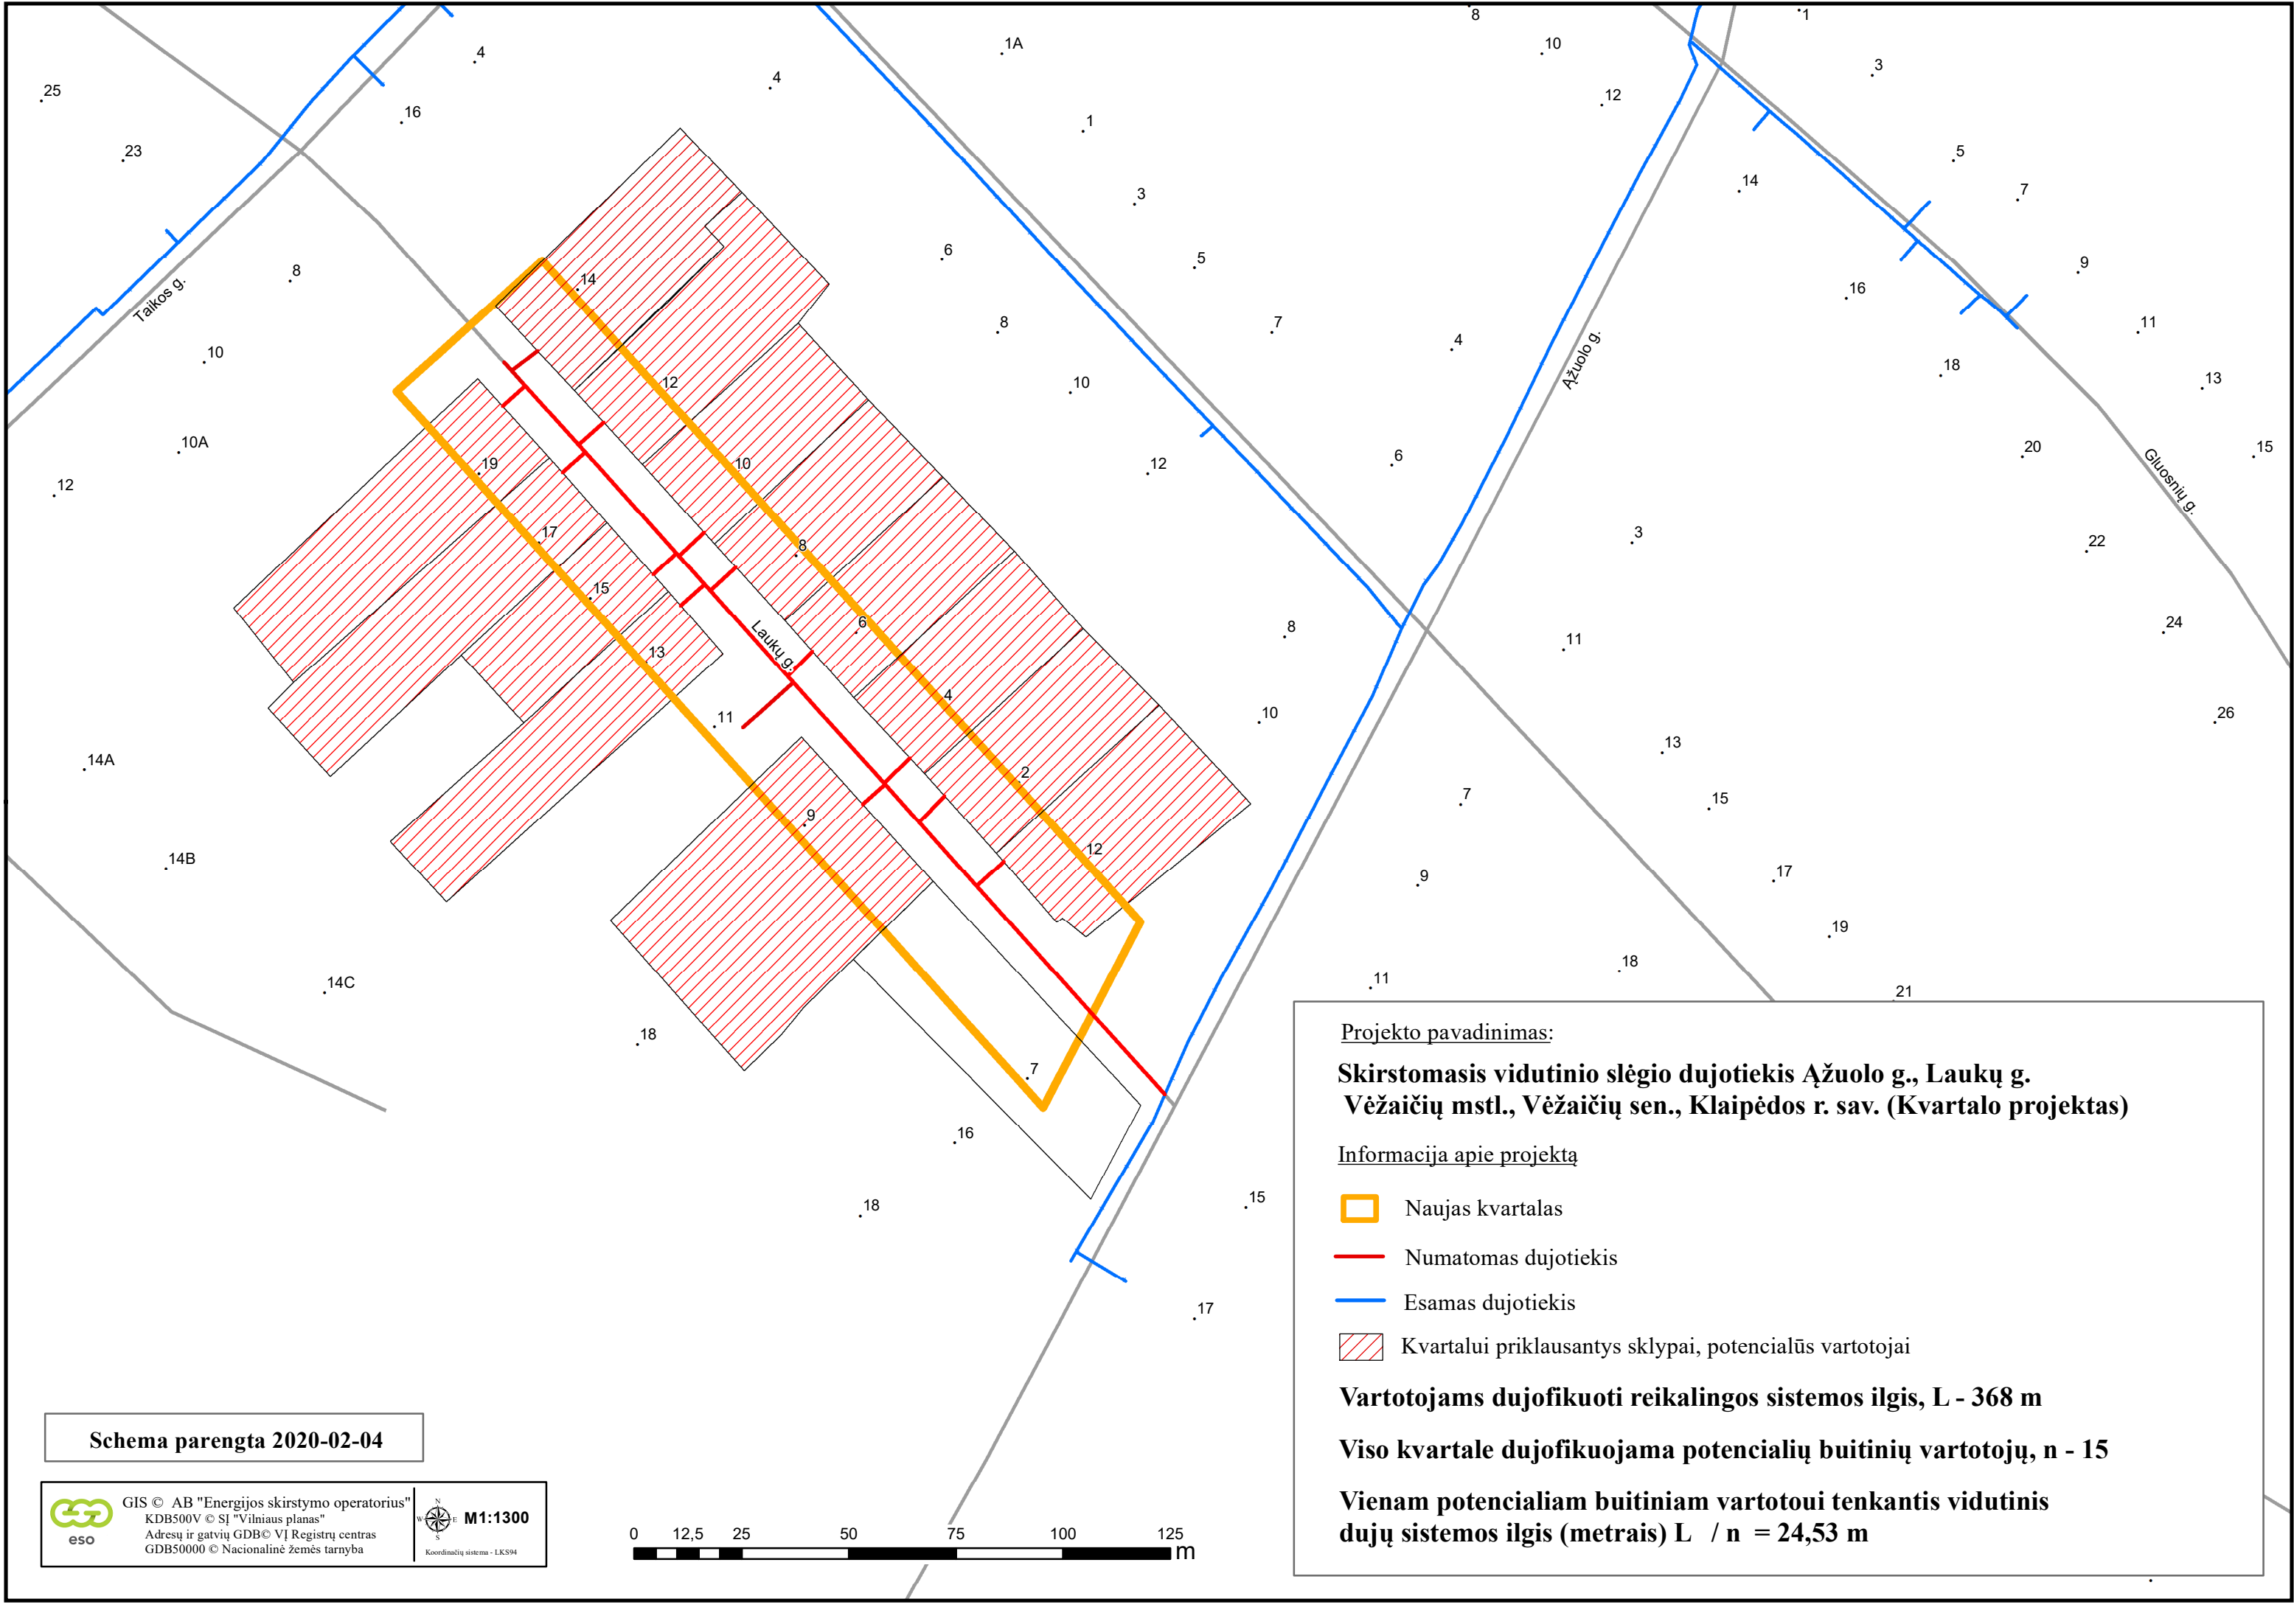 8
1
4
1A
10
25
4
3
16
12
1
23
5
14
3
7
6
5
8
9
14
16
Taikos g.
8
7
11
10
4
Ąžuolo g.
18
12
10
13
10A
19
10
12
6
20
15
12
Gluosnių g.
17
8
3
22
15
6
8
24
Laukų g.
13
11
4
11
10
26
14A
2
13
9
7
15
14B
12
9
17
19
14C
11
18
21
18
7
16
18
15
17
Projekto pavadinimas:
Skirstomasis vidutinio slėgio dujotiekis Ąžuolo g., Laukų g.
Vėžaičių mstl., Vėžaičių sen., Klaipėdos r. sav. (Kvartalo projektas)
Informacija apie projektą
Naujas kvartalas
Numatomas dujotiekis
Esamas dujotiekis
Kvartalui priklausantys sklypai, potencialūs vartotojai
Vartotojams dujofikuoti reikalingos sistemos ilgis, L - 368 m
Viso kvartale dujofikuojama potencialių buitinių vartotojų, n - 15
Vienam potencialiam buitiniam vartotoui tenkantis vidutinis
dujų sistemos ilgis (metrais) L / n = 24,53 m
Schema parengta 2020-02-04
eso
GIS © AB "Energijos skirstymo operatorius"
KDB500V © SĮ "Vilniaus planas"
Adresų ir gatvių GDB© VĮ Registrų centras
GDB50000 © Nacionalinė žemės tarnyba
N
W E
S
M1:1300
Koordinačių sistema - LKS94
0 12,5 25 50 75 100 125
m